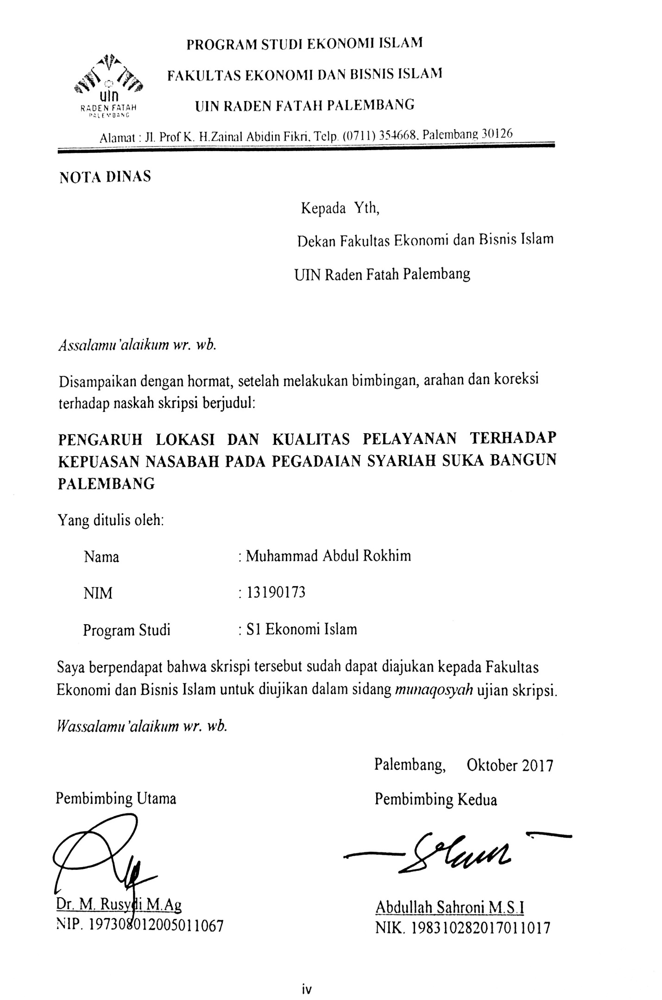 PROGRAM STUDI EKONOMI ISLAM
FAKULTAS EKONOMI DAN BISNIS ISLAM
UIN RADEN FATAH PALEMBANG
uin
RADEN FATAH
PALEMBANG
Alamat : Jl. Prof K. H.Zainal Abidin Fikri, Telp. (0711) 354668, Palembang 30126
NOTA DINAS
Kepada Yth,
Dekan Fakultas Ekonomi dan Bisnis Islam
UIN Raden Fatah Palembang
Assalamu'alaikum wr. wb.
Disampaikan dengan hormat, setelah melakukan bimbingan, arahan dan koreksi
terhadap naskah skripsi berjudul:
PENGARUH LOKASI DAN KUALITAS PELAYANAN TERHADAP
KEPUASAN NASABAH PADA PEGADAIAN SYARIAH SUKA BANGUN
PALEMBANG
Yang ditulis oleh:
Nama : Muhammad Abdul Rokhim
NIM : 13190173
Program Studi : S1 Ekonomi Islam
Saya berpendapat bahwa skrispi tersebut sudah dapat diajukan kepada Fakultas
Ekonomi dan Bisnis Islam untuk diujikan dalam sidang munaqosyah ujian skripsi.
Wassalamu'alaikum wr. wb.
Palembang, Oktober 2017
Pembimbing Utama Pembimbing Kedua
Dr. M. Rusydi M.Ag Abdullah Sahroni M.S.I
NIP. 197308012005011067 NIK. 198310282017011017
iv